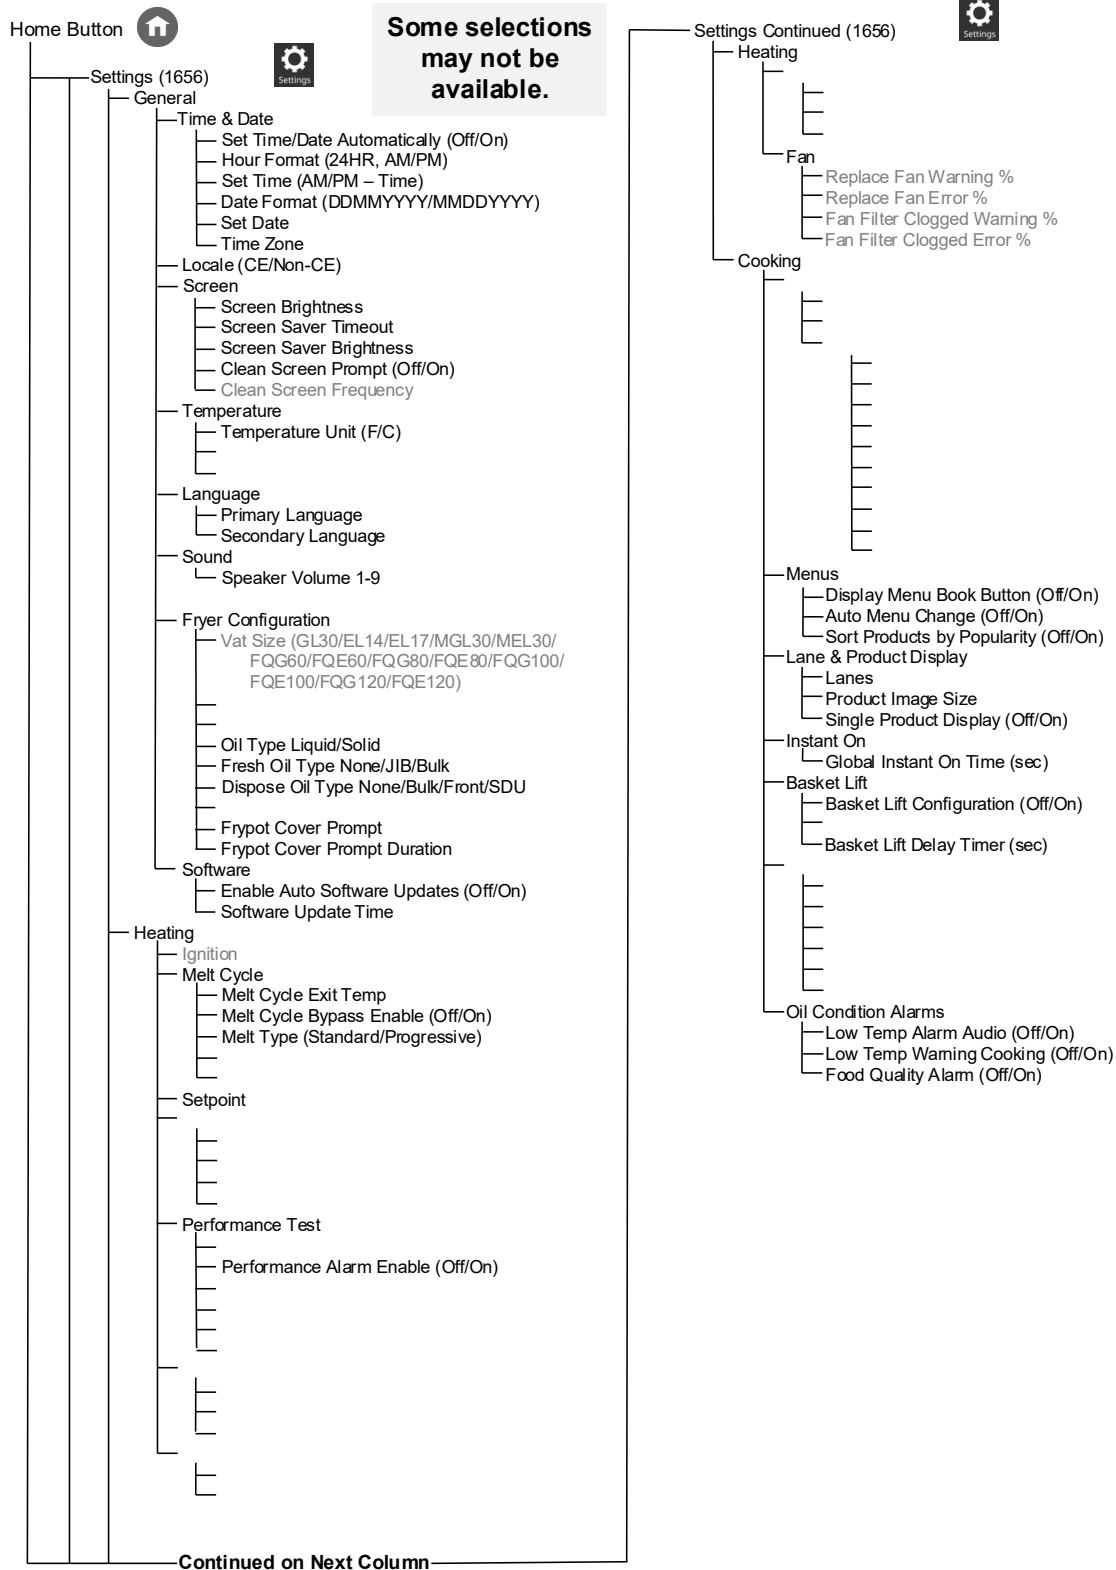 Home Button
Some selections
may not be
available.
Settings
Settings (1656)
General
Time & Date
Set Time/Date Automatically (Off/On)
Hour Format (24HR, AM/PM)
Set Time (AM/PM – Time)
Date Format (DDMMYYYY/MMDDYYYY)
Set Date
Time Zone
Locale (CE/Non-CE)
Screen
Screen Brightness
Screen Saver Timeout
Screen Saver Brightness
Clean Screen Prompt (Off/On)
Clean Screen Frequency
Temperature
Temperature Unit (F/C)
Language
Primary Language
Secondary Language
Sound
Speaker Volume 1-9
Fryer Configuration
Vat Size (GL30/EL14/EL17/MGL30/MEL30/
FQG60/FQE60/FQG80/FQE80/FQG100/
FQE100/FQG120/FQE120)
Oil Type Liquid/Solid
Fresh Oil Type None/JIB/Bulk
Dispose Oil Type None/Bulk/Front/SDU
Frypot Cover Prompt
Frypot Cover Prompt Duration
Software
Enable Auto Software Updates (Off/On)
Software Update Time
Heating
Ignition
Melt Cycle
Melt Cycle Exit Temp
Melt Cycle Bypass Enable (Off/On)
Melt Type (Standard/Progressive)
Setpoint
Performance Test
Performance Alarm Enable (Off/On)
Continued on Next Column
Settings Continued (1656)
Settings
Heating
Fan
Replace Fan Warning %
Replace Fan Error %
Fan Filter Clogged Warning %
Fan Filter Clogged Error %
Cooking
Menus
Display Menu Book Button (Off/On)
Auto Menu Change (Off/On)
Sort Products by Popularity (Off/On)
Lane & Product Display
Lanes
Product Image Size
Single Product Display (Off/On)
Instant On
Global Instant On Time (sec)
Basket Lift
Basket Lift Configuration (Off/On)
Basket Lift Delay Timer (sec)
Oil Condition Alarms
Low Temp Alarm Audio (Off/On)
Low Temp Warning Cooking (Off/On)
Food Quality Alarm (Off/On)